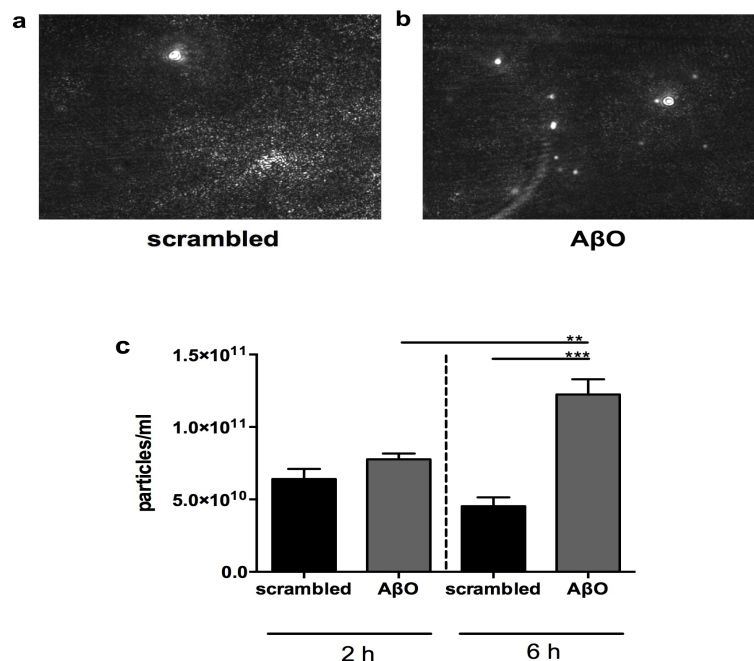 a
b
scrambled
AβO
c
**
***
1.5×10¹¹
1.0×10¹¹
5.0×10¹⁰
0.0
particles/ml
scrambled AβO scrambled AβO
2 h 6 h